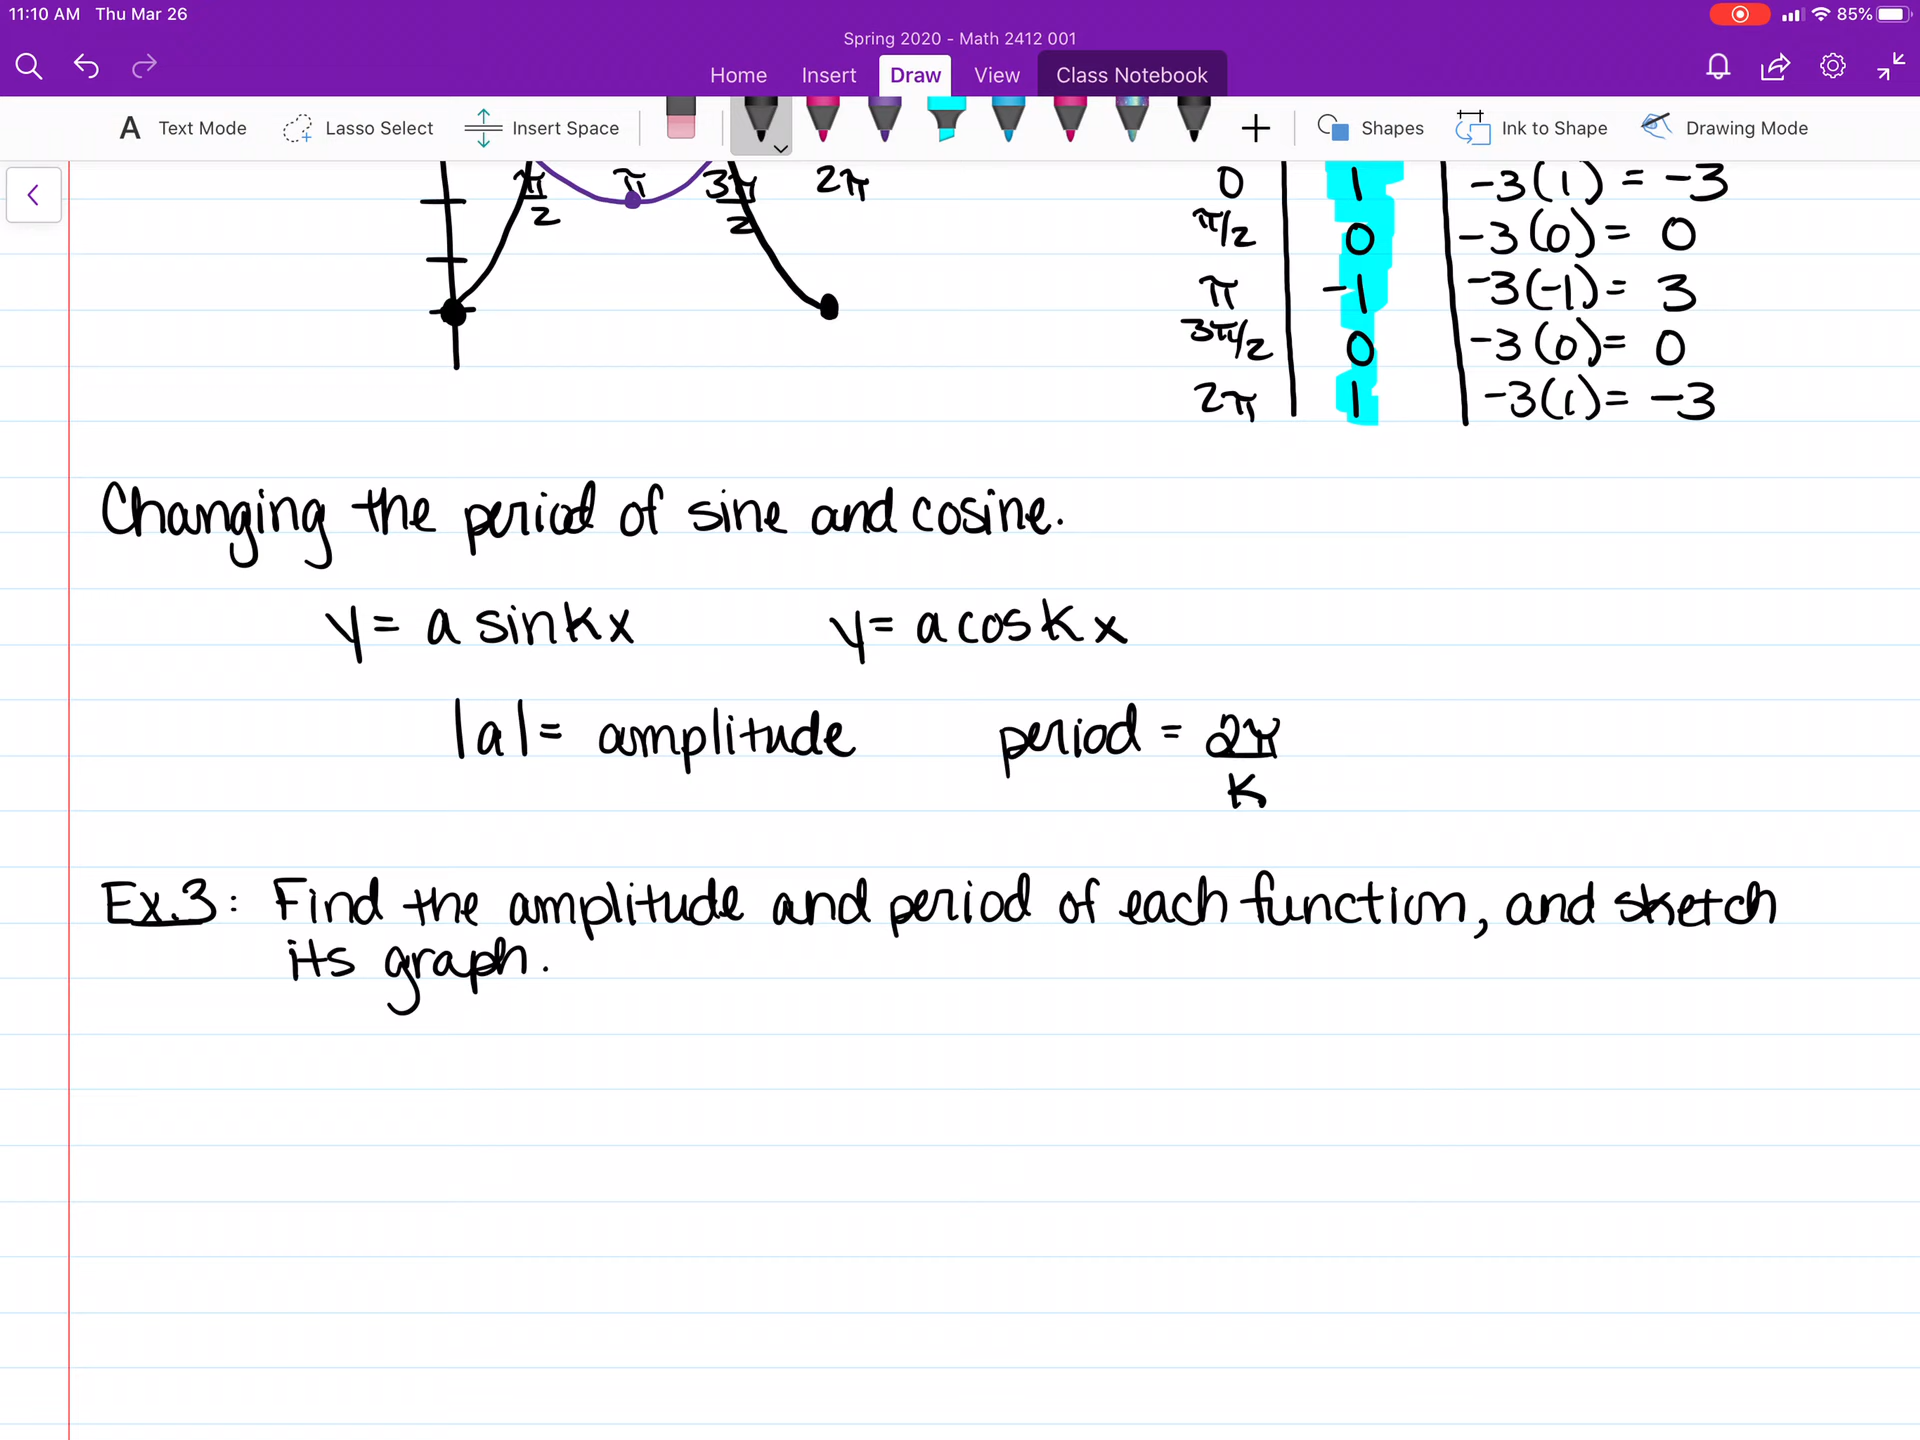 11:10 AM Thu Mar 26
85%
Spring 2020 - Math 2412 001
Home Insert Draw View Class Notebook
A Text Mode Lasso Select Insert Space Shapes Ink to Shape Drawing Mode
π/2 π 3π/2 2π
0 1 -3(1) = -3
π/2 0 -3(0) = 0
π -1 -3(-1) = 3
3π/2 0 -3(0) = 0
2π 1 -3(1) = -3
Changing the period of sine and cosine.
y = a sin kx y = a cos kx
|a| = amplitude period = 2π/k
Ex.3: Find the amplitude and period of each function, and sketch
its graph.